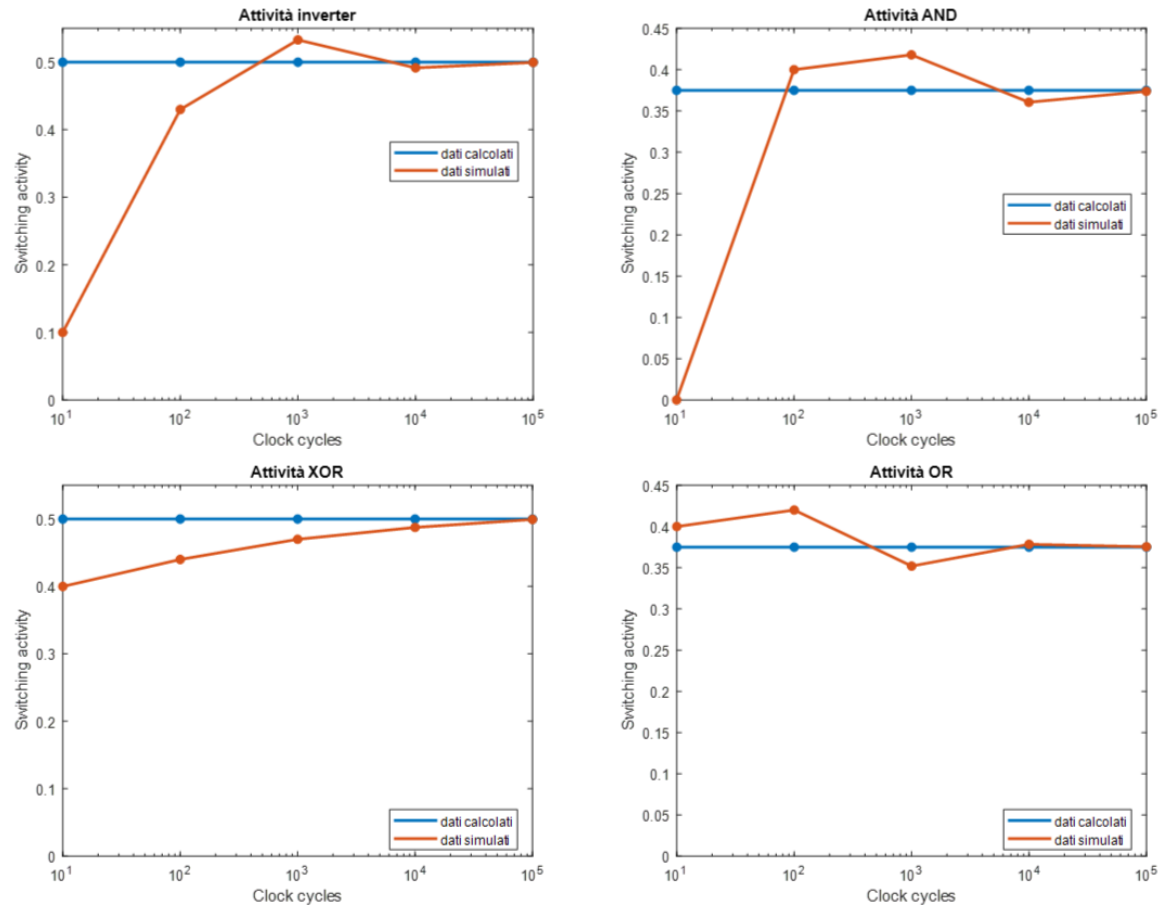 Attività inverter
0.5
0.4
0.3
0.2
0.1
0
Switching activity
dati calcolati
dati simulati
10^1 10^2 10^3 10^4 10^5
Clock cycles
Attività AND
0.45
0.4
0.35
0.3
0.25
0.2
0.15
0.1
0.05
0
Switching activity
dati calcolati
dati simulati
10^1 10^2 10^3 10^4 10^5
Clock cycles
Attività XOR
0.5
0.4
0.3
0.2
0.1
0
Switching activity
dati calcolati
dati simulati
10^1 10^2 10^3 10^4 10^5
Clock cycles
Attività OR
0.45
0.4
0.35
0.3
0.25
0.2
0.15
0.1
0.05
0
Switching activity
dati calcolati
dati simulati
10^1 10^2 10^3 10^4 10^5
Clock cycles